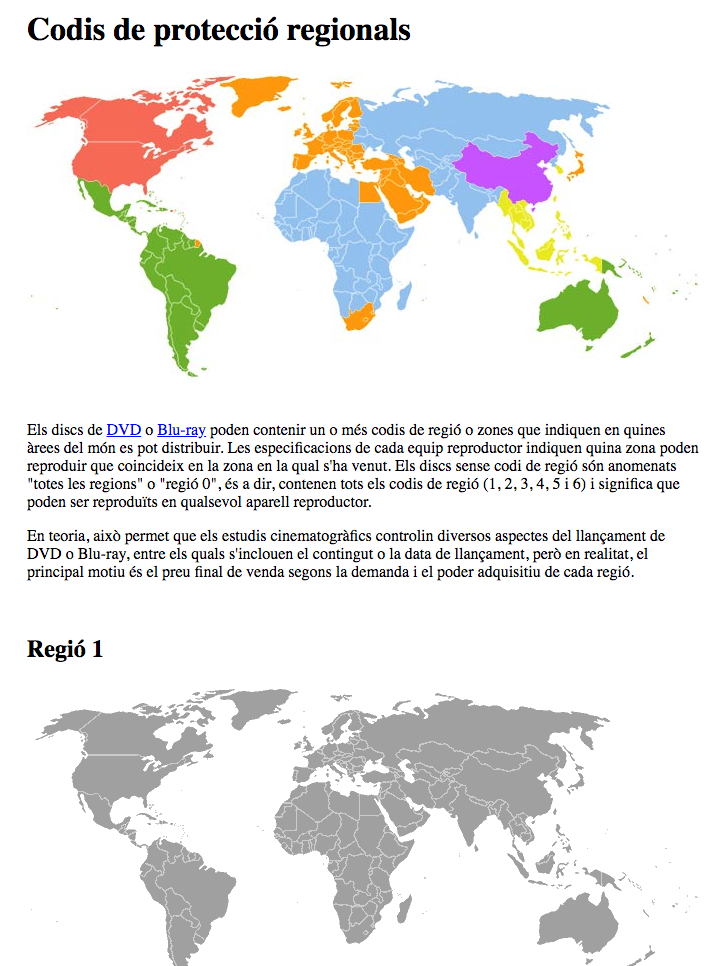 Codis de protecció regionals
Els discs de DVD o Blu-ray poden contenir un o més codis de regió o zones que indiquen en quines
àrees del món es pot distribuir. Les especificacions de cada equip reproductor indiquen quina zona poden
reproduir que coincideix en la zona en la qual s'ha venut. Els discs sense codi de regió són anomenats
"totes les regions" o "regió 0", és a dir, contenen tots els codis de regió (1, 2, 3, 4, 5 i 6) i significa que
poden ser reproduïts en qualsevol aparell reproductor.
En teoria, això permet que els estudis cinematogràfics controlin diversos aspectes del llançament de
DVD o Blu-ray, entre els quals s'inclouen el contingut o la data de llançament, però en realitat, el
principal motiu és el preu final de venda segons la demanda i el poder adquisitiu de cada regió.
Regió 1